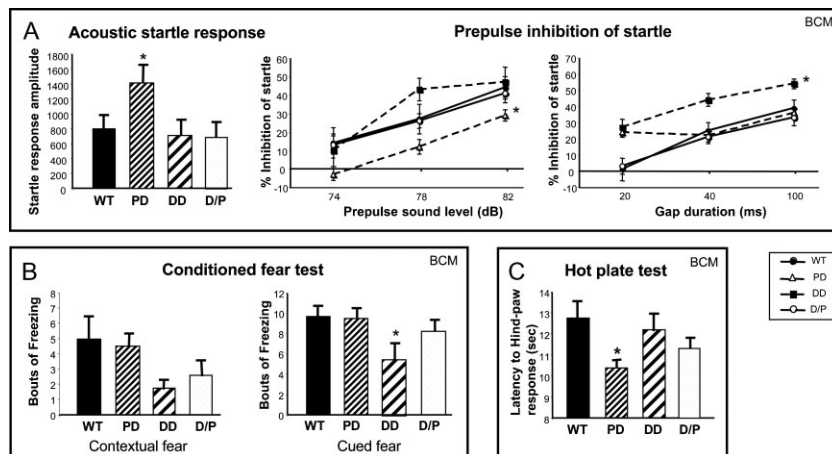 A
Acoustic startle response
Startle response amplitude
1800
1600
1400
1200
1000
800
600
400
200
0
*
WT PD DD D/P
Prepulse inhibition of startle
BCM
% Inhibition of startle
60
50
40
30
20
10
0
-10
*
74 78 82
Prepulse sound level (dB)
% Inhibition of startle
70
60
50
40
30
20
10
0
-10
*
20 40 100
Gap duration (ms)
B
Conditioned fear test
BCM
Bouts of Freezing
8
7
6
5
4
3
2
1
0
WT PD DD D/P
Contextual fear
Bouts of Freezing
12
10
8
6
4
2
0
*
WT PD DD D/P
Cued fear
C
BCM
Hot plate test
Latency to Hind-paw
response (sec)
14
13
12
11
10
9
8
*
WT PD DD D/P
WT
PD
DD
D/P